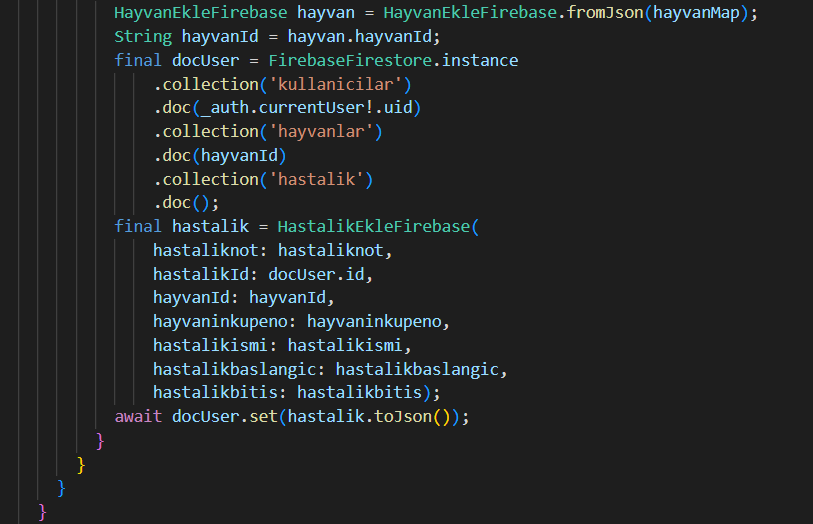 HayvanEkleFirebase hayvan = HayvanEkleFirebase.fromJson(hayvanMap);
String hayvanId = hayvan.hayvanId;
final docUser = FirebaseFirestore.instance
.collection('kullanicilar')
.doc(_auth.currentUser!.uid)
.collection('hayvanlar')
.doc(hayvanId)
.collection('hastalik')
.doc();
final hastalik = HastalikEkleFirebase(
hastaliknot: hastaliknot,
hastalikId: docUser.id,
hayvanId: hayvanId,
hayvaninkupeno: hayvaninkupeno,
hastalikismi: hastalikismi,
hastalikbaslangic: hastalikbaslangic,
hastalikbitis: hastalikbitis);
await docUser.set(hastalik.toJson());
}
}
}
}